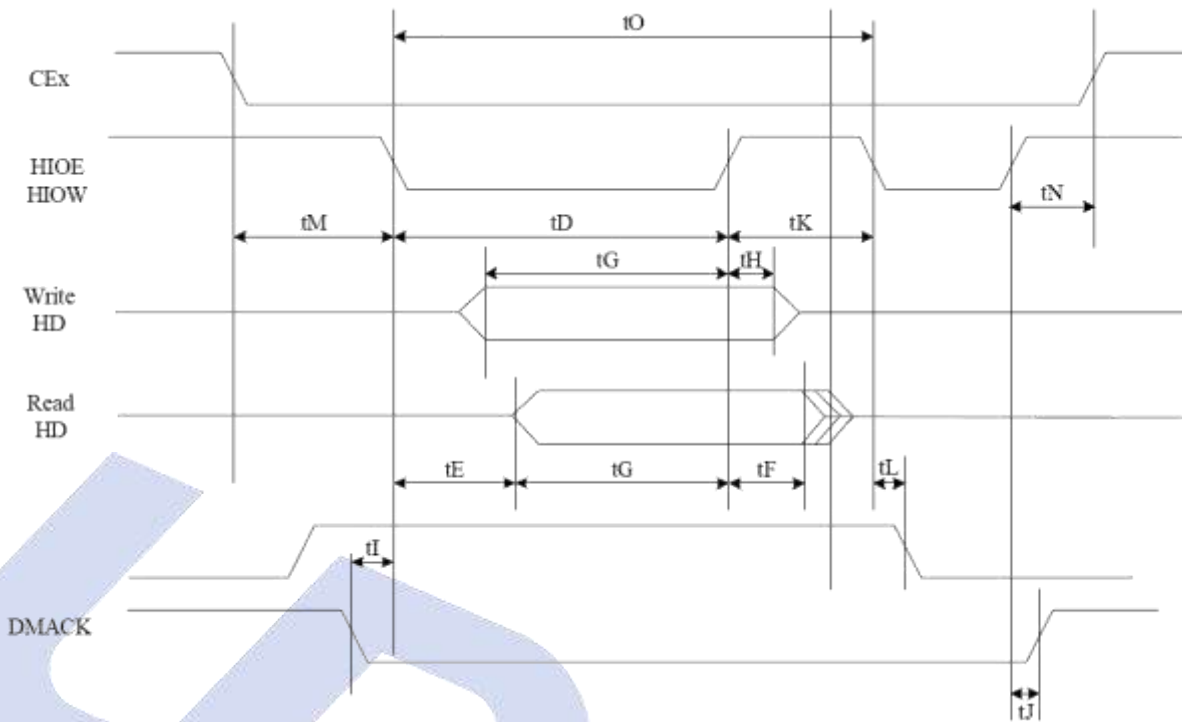 tO
CEx
HIOE
HIOW
tN
tM
tD
tK
tG
tH
Write
HD
Read
HD
tE
tG
tF
tL
tI
DMACK
tJ